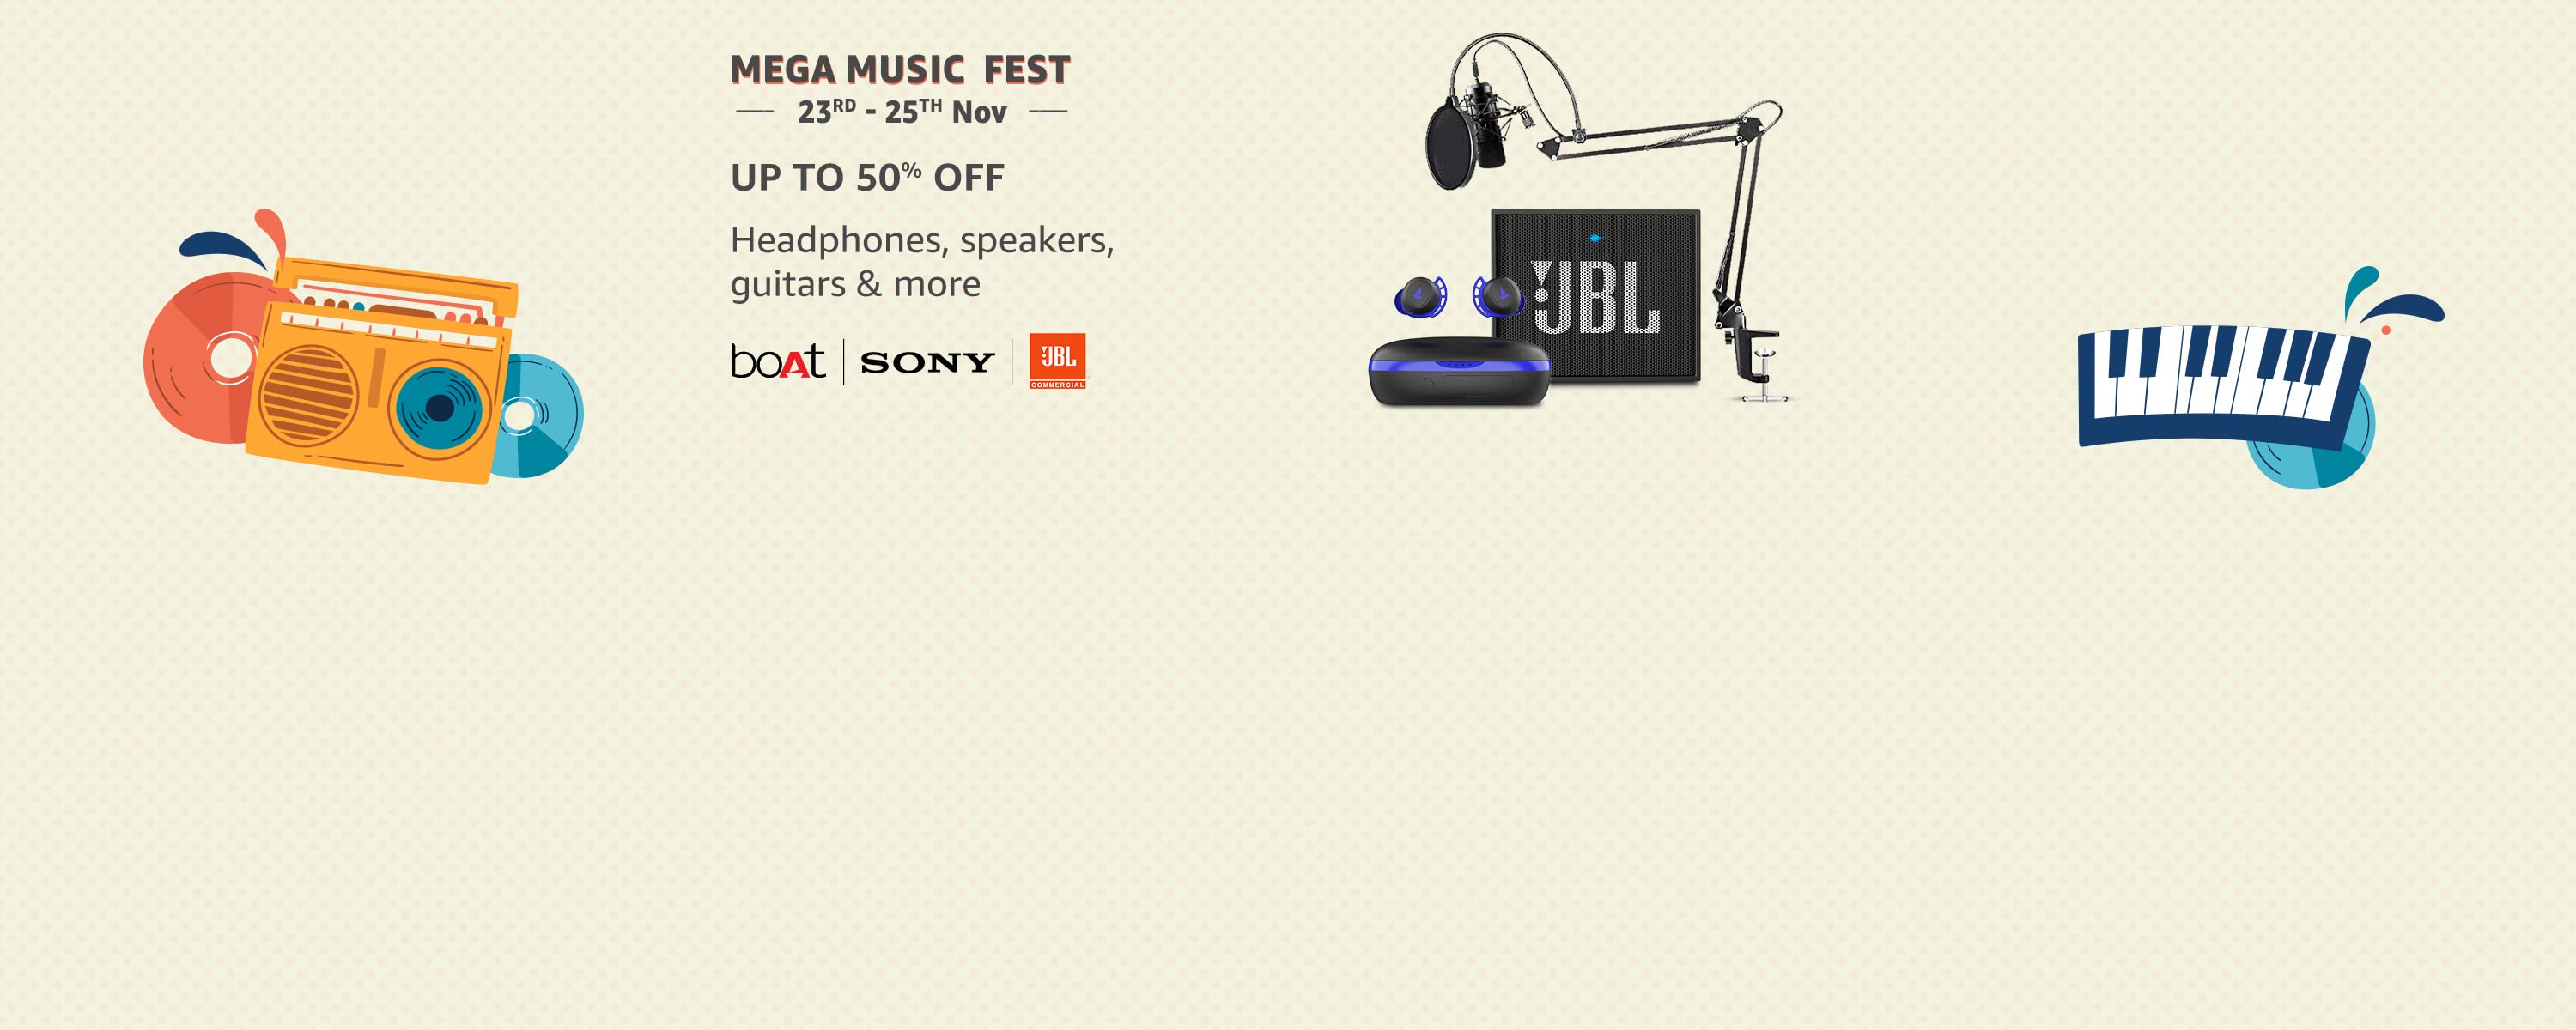 MEGA MUSIC FEST
23RD - 25TH Nov
UP TO 50% OFF
Headphones, speakers,
guitars & more
boAt SONY JBL
COMMERCIAL
JBL